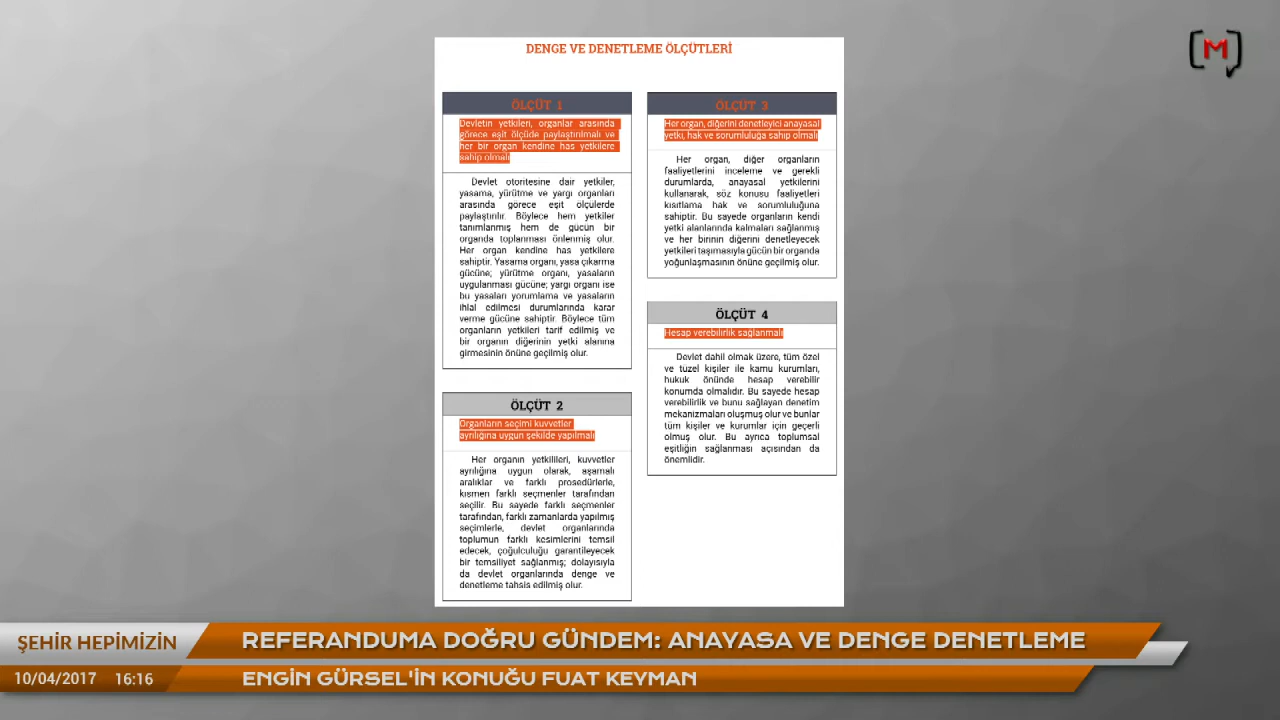 DENGE VE DENETLEME ÖLÇÜTLERİ
ÖLÇÜT 1
Devletin yetkileri, organlar arasında
görece eşit ölçüde paylaştırılmalı ve
her bir organ kendine has yetkilere
sahip olmalı
Devlet otoritesine dair yetkiler,
yasama, yürütme ve yargı organları
arasında görece eşit ölçülerde
paylaştırılır. Böylece hem yetkiler
tanımlanmış hem de gücün bir
organda toplanması önlenmiş olur.
Her organ kendine has yetkilere
sahiptir. Yasama organı, yasa çıkarma
gücüne; yürütme organı, yasaların
uygulanması gücüne; yargı organı ise
bu yasaları yorumlama ve yasaların
ihlal edilmesi durumlarında karar
verme gücüne sahiptir. Böylece tüm
organların yetkileri tarif edilmiş ve
bir organın diğerinin yetki alanına
girmesinin önüne geçilmiş olur.
ÖLÇÜT 2
Organların seçimi kuvvetler
ayrılığına uygun şekilde yapılmalı
Her organın yetkilileri, kuvvetler
ayrılığına uygun olarak, aşamalı
aralıklar ve farklı prosedürlerle,
kısmen farklı seçmenler tarafından
seçilir. Bu sayede farklı seçmenler
tarafından, farklı zamanlarda yapılmış
seçimlerle, devlet organlarında
toplumun farklı kesimlerini temsil
edecek, çoğulculuğu garantileyecek
bir temsiliyet sağlanmış; dolayısıyla
da devlet organlarında denge ve
denetleme tahsis edilmiş olur.
ÖLÇÜT 3
Her organ, diğerini denetleyici anayasal
yetki, hak ve sorumluluğa sahip olmalı
Her organ, diğer organların
faaliyetlerini inceleme ve gerekli
durumlarda, anayasal yetkilerini
kullanarak, söz konusu faaliyetleri
kısıtlama hak ve sorumluluğuna
sahiptir. Bu sayede organların kendi
yetki alanlarında kalmaları sağlanmış
ve her birinin diğerini denetleyecek
yetkileri taşımasıyla gücün bir organda
yoğunlaşmasının önüne geçilmiş olur.
ÖLÇÜT 4
Hesap verebilirlik sağlanmalı
Devlet dahil olmak üzere, tüm özel
ve tüzel kişiler ile kamu kurumları,
hukuk önünde hesap verebilir
konumda olmalıdır. Bu sayede hesap
verebilirlik ve bunu sağlayan denetim
mekanizmaları oluşmuş olur ve bunlar
tüm kişiler ve kurumlar için geçerli
olmuş olur. Bu ayrıca toplumsal
eşitliğin sağlanması açısından da
önemlidir.
M
ŞEHİR HEPİMİZİN
REFERANDUMA DOĞRU GÜNDEM: ANAYASA VE DENGE DENETLEME
10/04/2017 16:16
ENGİN GÜRSEL'İN KONUĞU FUAT KEYMAN